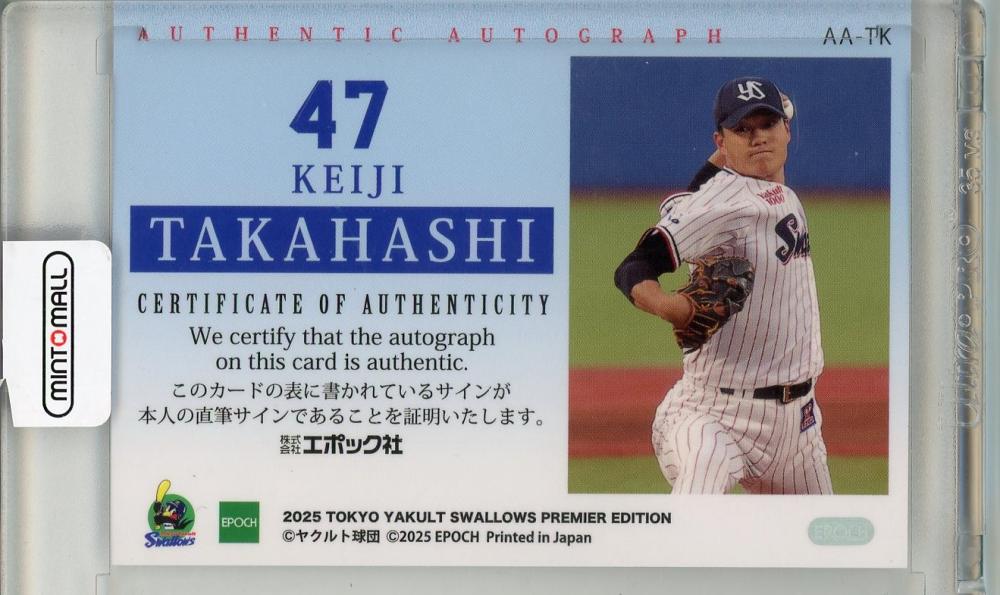 AUTHENTIC AUTOGRAPH
AA-TK
47
KEIJI
TAKAHASHI
CERTIFICATE OF AUTHENTICITY
We certify that the autograph
on this card is authentic.
このカードの表に書かれているサインが
本人の直筆サインであることを証明いたします。
株式会社エポック社
Swallows
EPOCH
2025 TOKYO YAKULT SWALLOWS PREMIER EDITION
©ヤクルト球団 ©2025 EPOCH Printed in Japan
EPOCH
MINTOMALL
YS
Yakult
1000